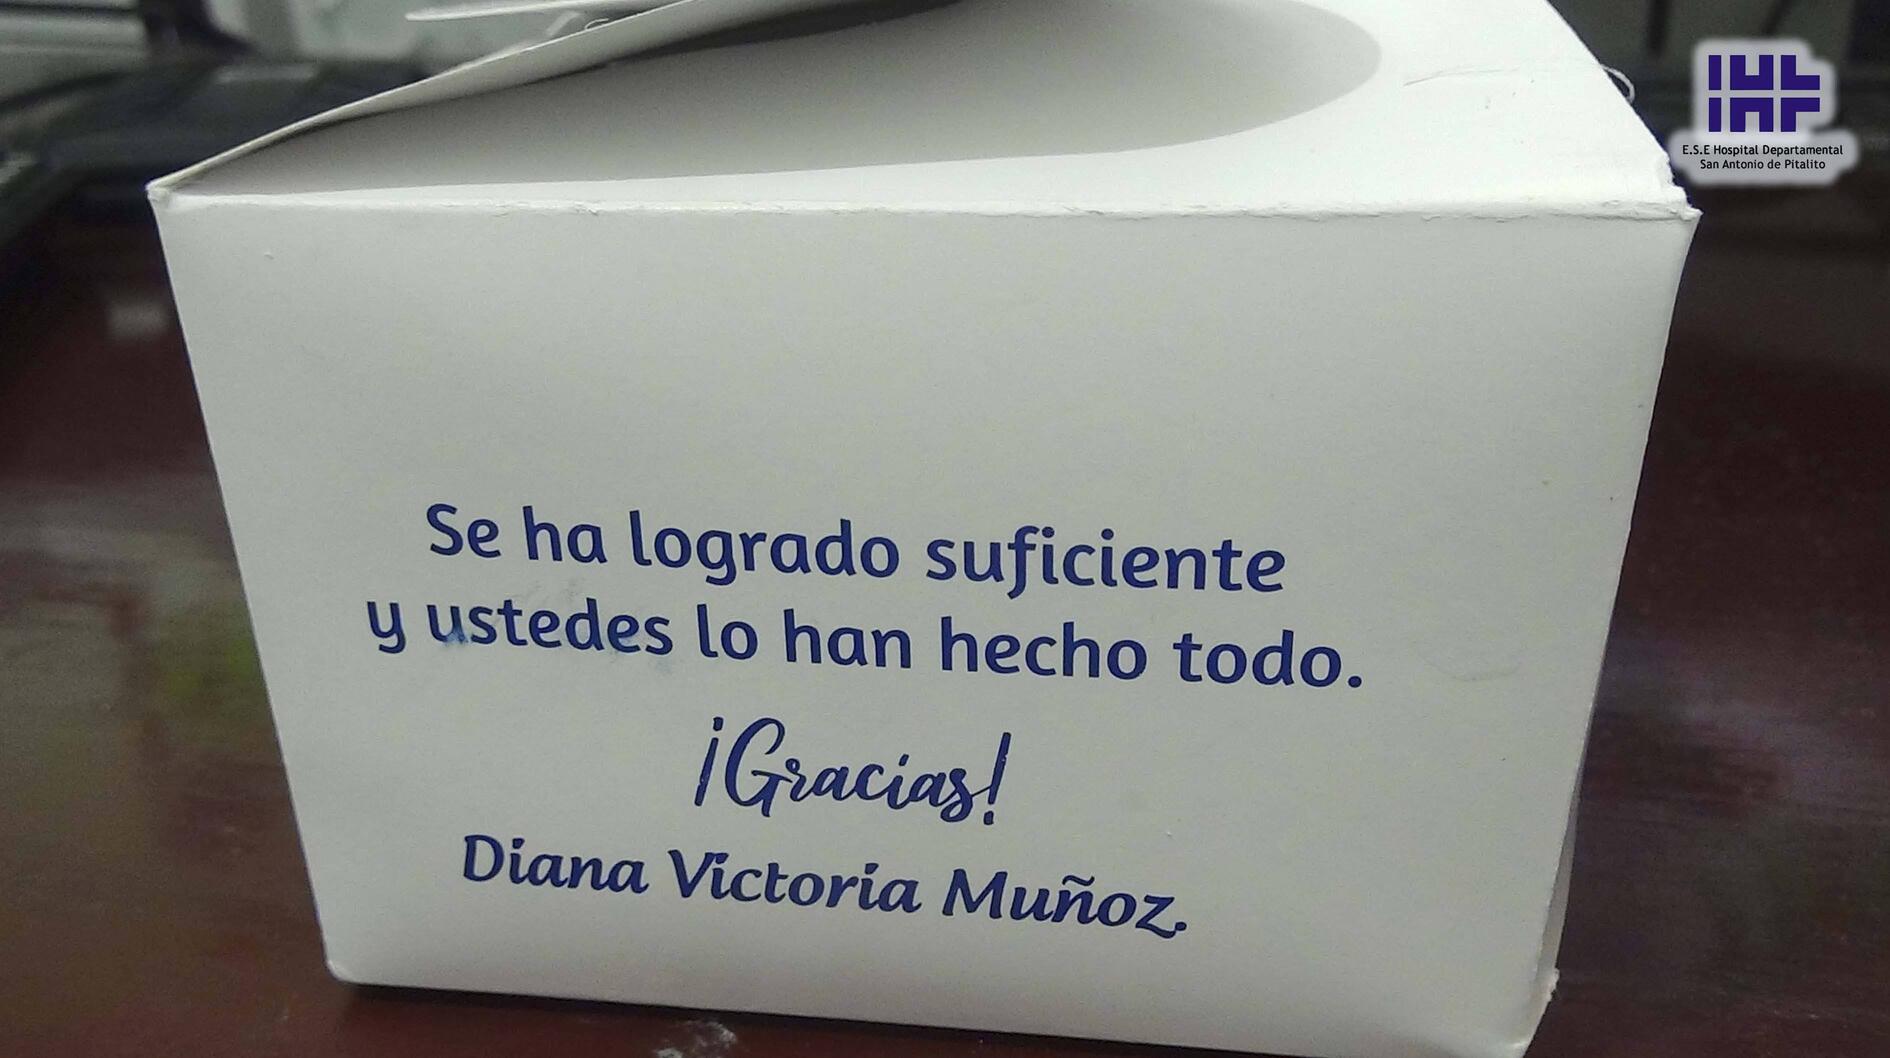 E.S.E Hospital Departamental
San Antonio de Pitalito
Se ha logrado suficiente
y ustedes lo han hecho todo.
¡Gracias!
Diana Victoria Muñoz.